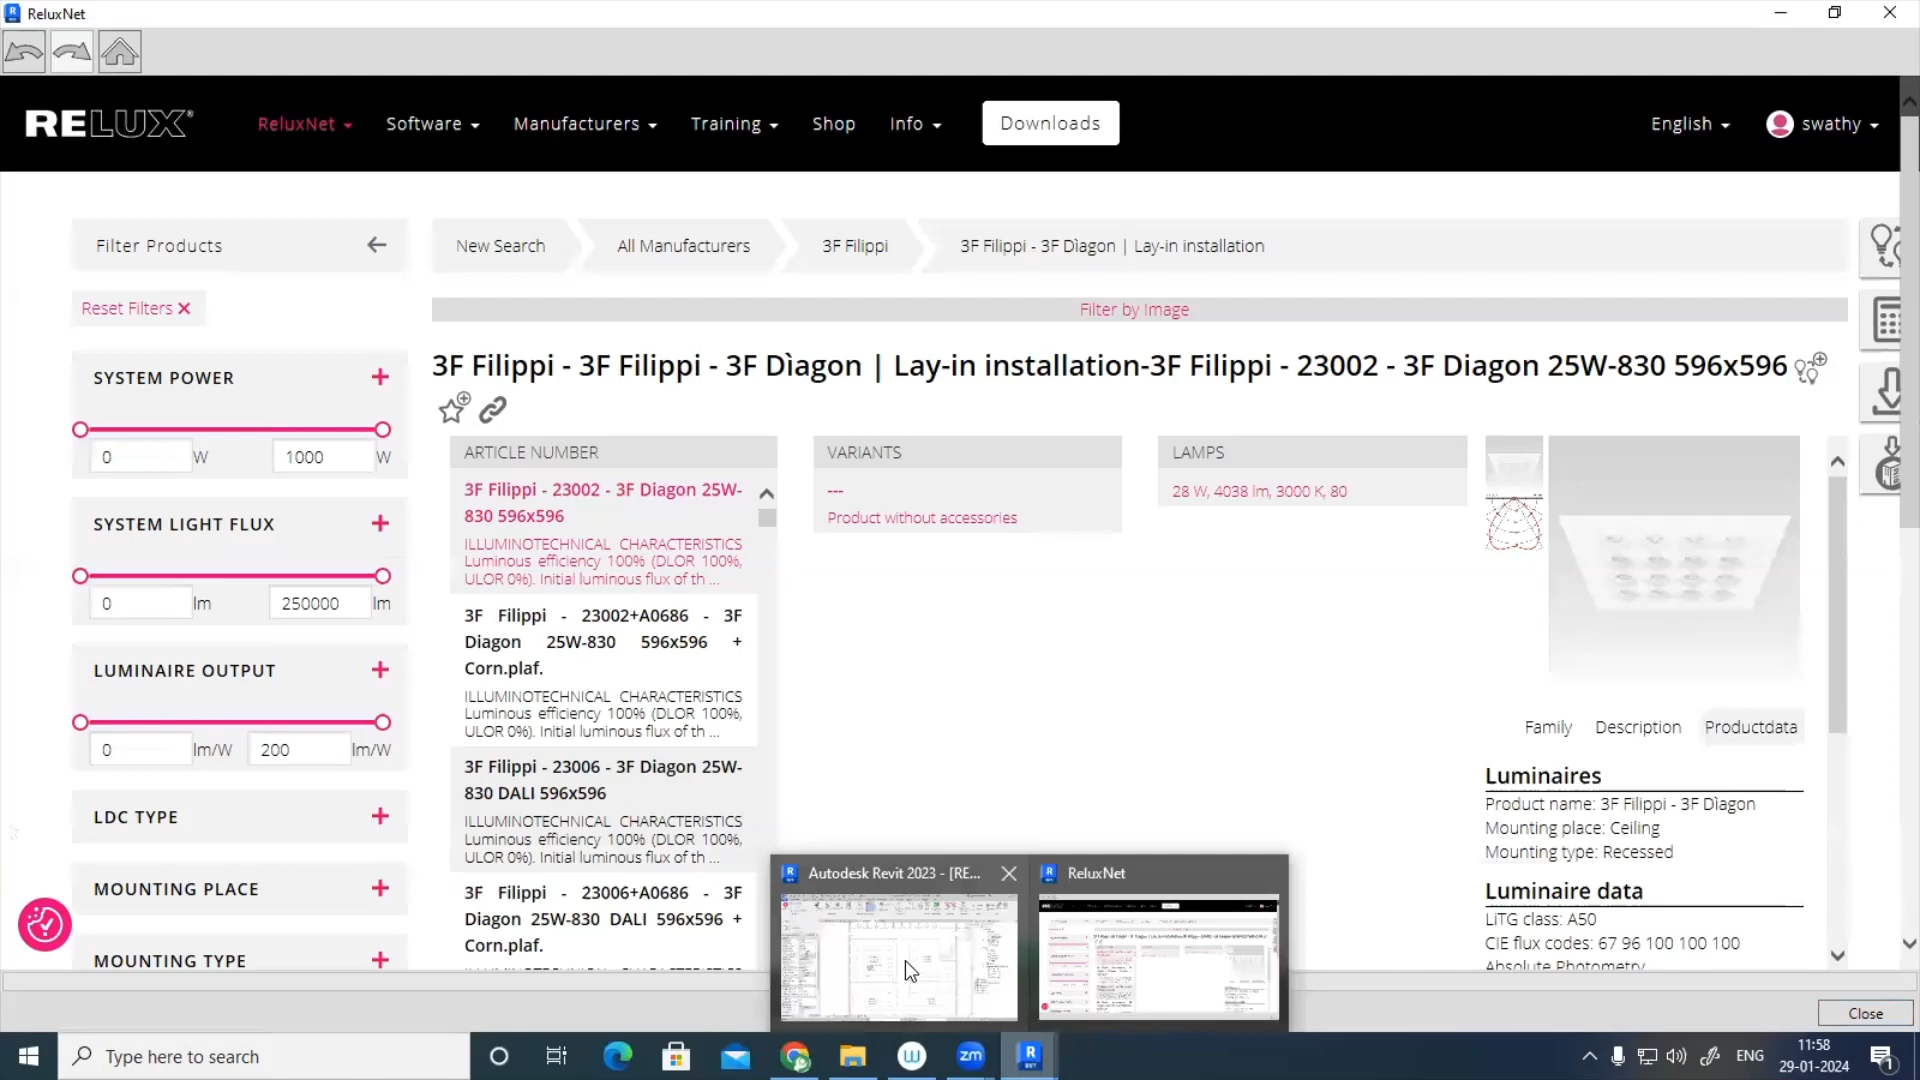 ReluxNet
RELUX®
ReluxNet
Software
Manufacturers
Training
Shop
Info
Downloads
English
swathy
Filter Products
New Search
All Manufacturers
3F Filippi
3F Filippi - 3F Dìagon | Lay-in installation
Reset Filters
Filter by Image
3F Filippi - 3F Filippi - 3F Dìagon | Lay-in installation-3F Filippi - 23002 - 3F Diagon 25W-830 596x596
SYSTEM POWER
0 W 1000 W
SYSTEM LIGHT FLUX
0 lm 250000 lm
LUMINAIRE OUTPUT
0 lm/W 200 lm/W
LDC TYPE
MOUNTING PLACE
MOUNTING TYPE
ARTICLE NUMBER
3F Filippi - 23002 - 3F Diagon 25W-
830 596x596
ILLUMINOTECHNICAL CHARACTERISTICS
Luminous efficiency 100% (DLOR 100%,
ULOR 0%). Initial luminous flux of th ...
3F Filippi - 23002+A0686 - 3F
Diagon 25W-830 596x596 +
Corn.plaf.
ILLUMINOTECHNICAL CHARACTERISTICS
Luminous efficiency 100% (DLOR 100%,
ULOR 0%). Initial luminous flux of th ...
3F Filippi - 23006 - 3F Diagon 25W-
830 DALI 596x596
ILLUMINOTECHNICAL CHARACTERISTICS
Luminous efficiency 100% (DLOR 100%,
ULOR 0%). Initial luminous flux of th ...
3F Filippi - 23006+A0686 - 3F
Diagon 25W-830 DALI 596x596 +
Corn.plaf.
VARIANTS
---
Product without accessories
LAMPS
28 W, 4038 lm, 3000 K, 80
Family
Description
Productdata
Luminaires
Product name: 3F Filippi - 3F Dìagon
Mounting place: Ceiling
Mounting type: Recessed
Luminaire data
LiTG class: A50
CIE flux codes: 67 96 100 100 100
Absolute Photometry
Autodesk Revit 2023 - [RE...
ReluxNet
Close
Type here to search
zm
ENG
11:58
29-01-2024
1